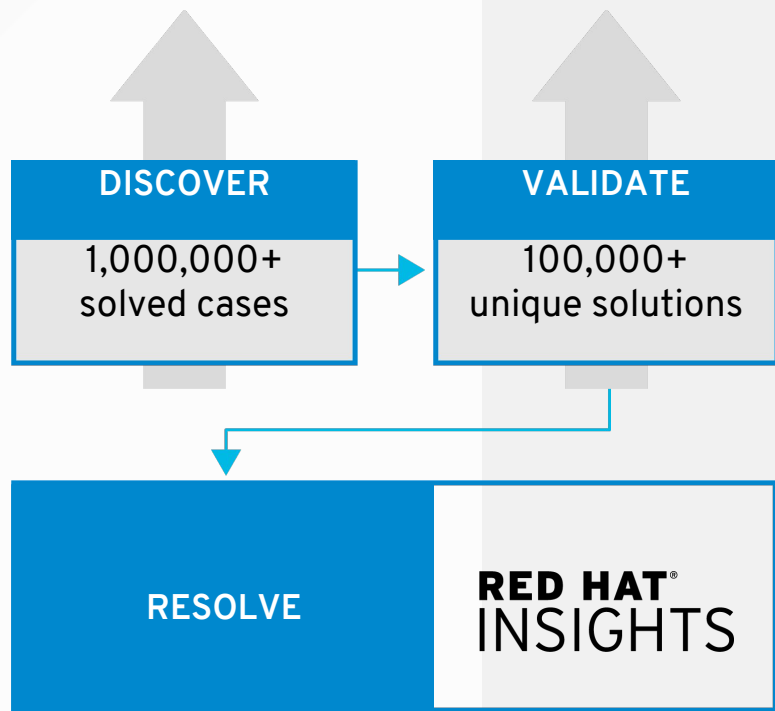 DISCOVER
1,000,000+
solved cases
VALIDATE
100,000+
unique solutions
RESOLVE
RED HAT®
INSIGHTS